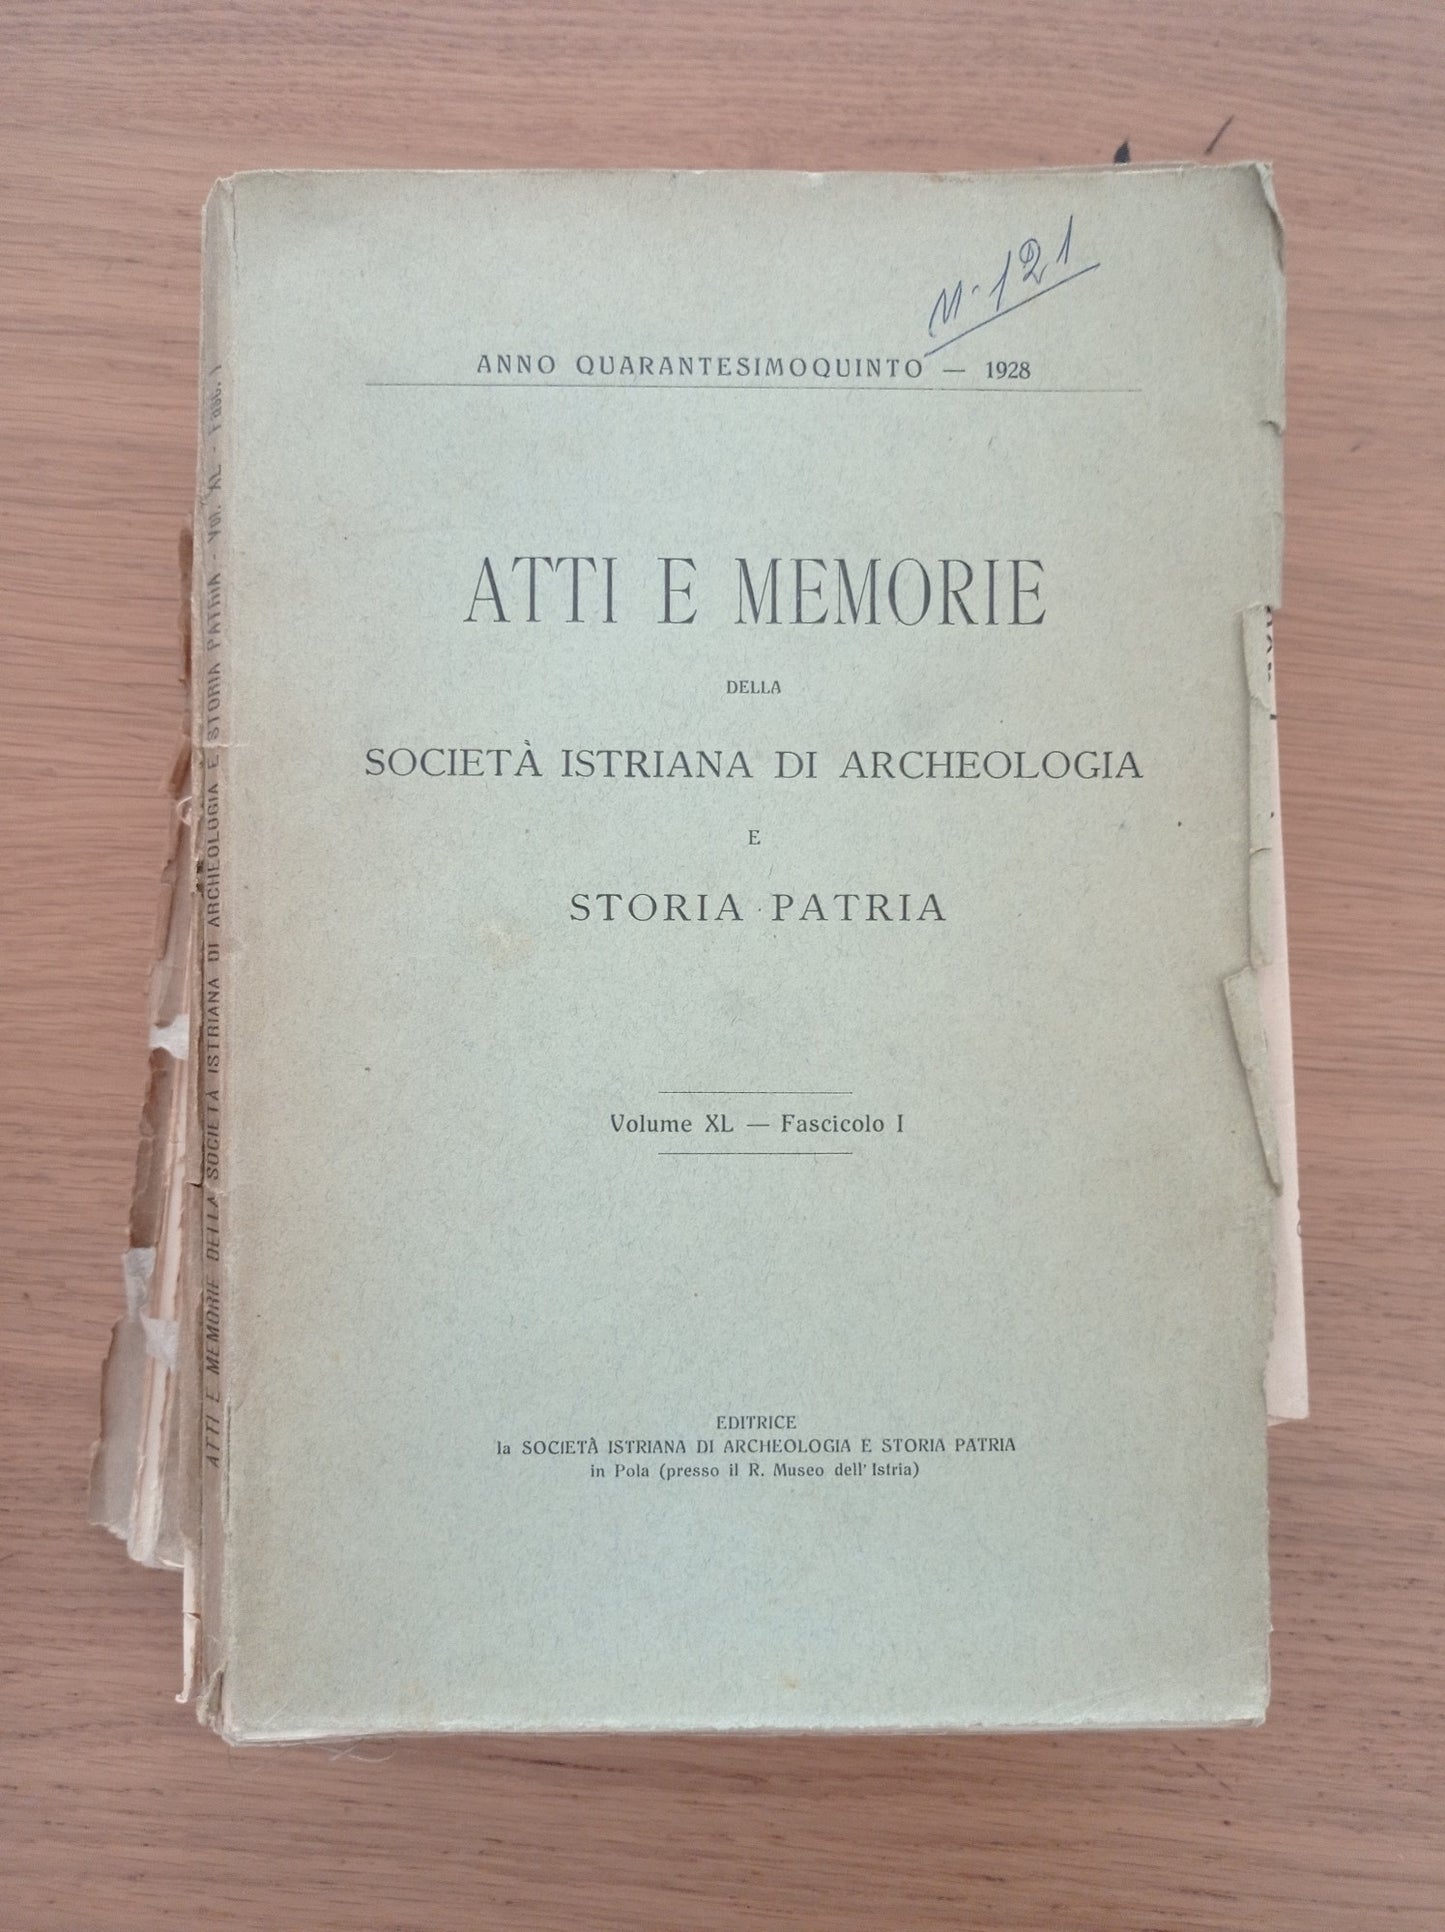 N. 121
ANNO QUARANTESIMOQUINTO — 1928
ATTI E MEMORIE
DELLA
SOCIETÀ ISTRIANA DI ARCHEOLOGIA
E
STORIA PATRIA
Volume XL — Fascicolo I
EDITRICE
la SOCIETÀ ISTRIANA DI ARCHEOLOGIA E STORIA PATRIA
in Pola (presso il R. Museo dell' Istria)
ATTI E MEMORIE DELLA SOCIETÀ ISTRIANA DI ARCHEOLOGIA E STORIA PATRIA - Vol. XL - Fasc. I